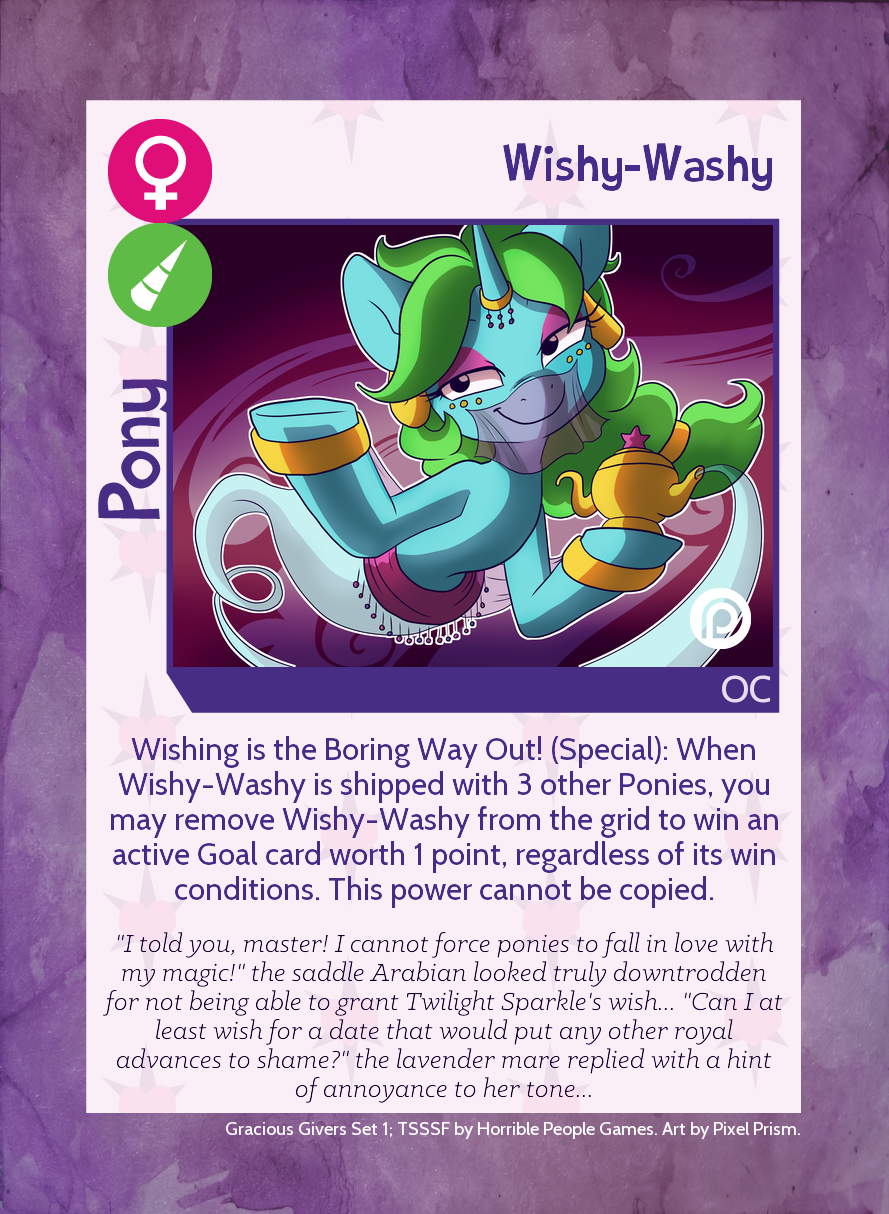 Wishy-Washy
Pony
OC
Wishing is the Boring Way Out! (Special): When
Wishy-Washy is shipped with 3 other Ponies, you
may remove Wishy-Washy from the grid to win an
active Goal card worth 1 point, regardless of its win
conditions. This power cannot be copied.
"I told you, master! I cannot force ponies to fall in love with
my magic!" the saddle Arabian looked truly downtrodden
for not being able to grant Twilight Sparkle's wish... "Can I at
least wish for a date that would put any other royal
advances to shame?" the lavender mare replied with a hint
of annoyance to her tone...
Gracious Givers Set 1; TSSSF by Horrible People Games. Art by Pixel Prism.